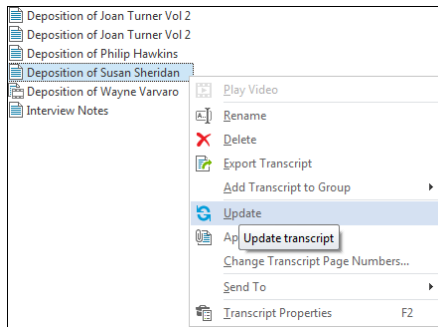 Deposition of Joan Turner Vol 2
Deposition of Joan Turner Vol 2
Deposition of Philip Hawkins
Deposition of Susan Sheridan
Deposition of Wayne Varvaro
Interview Notes
Play Video
Rename
Delete
Export Transcript
Add Transcript to Group
Update
Ap
Update transcript
Change Transcript Page Numbers...
Send To
Transcript Properties F2